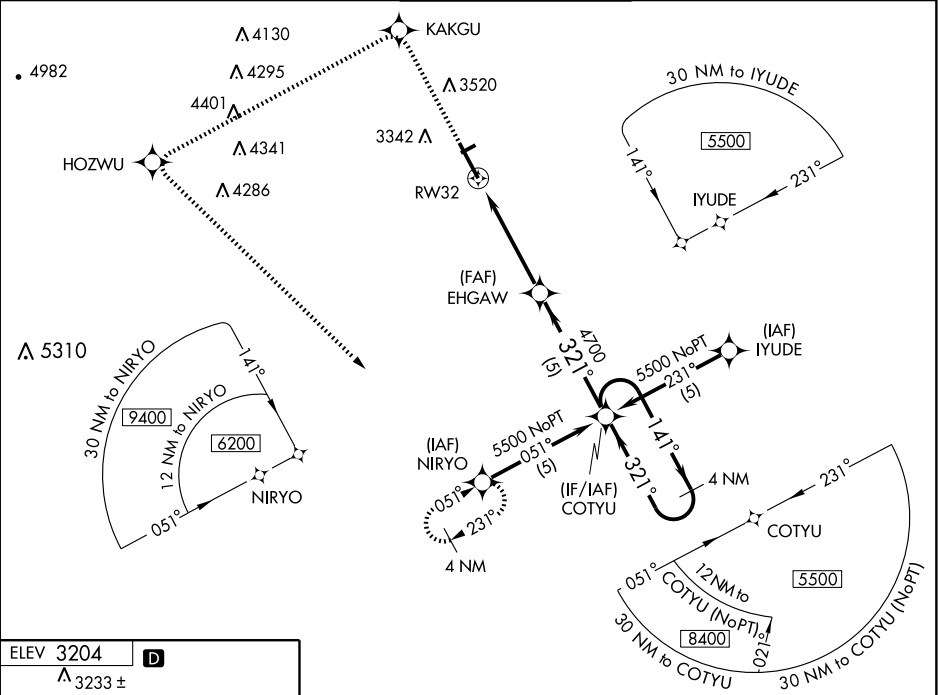 4130
KAKGU
4982
4295
4401
3520
3342
4341
HOZWU
4286
RW32
30 NM to IYUDE
5500
141°
231°
IYUDE
(FAF)
EHGAW
4700
321°
(5)
(IAF)
IYUDE
5500 NoPT
231°
(5)
5310
30 NM to NIRYO
9400
12 NM to NIRYO
6200
141°
NIRYO
051°
(IAF)
NIRYO
5500 NoPT
051°
(5)
051°
231°
4 NM
(IF/IAF)
COTYU
321°
141°
4 NM
231°
COTYU
051°
12 NM to
COTYU (NoPT)
5500
8400
021°
30 NM to COTYU
30 NM to COTYU (NoPT)
ELEV 3204
D
3233 ±